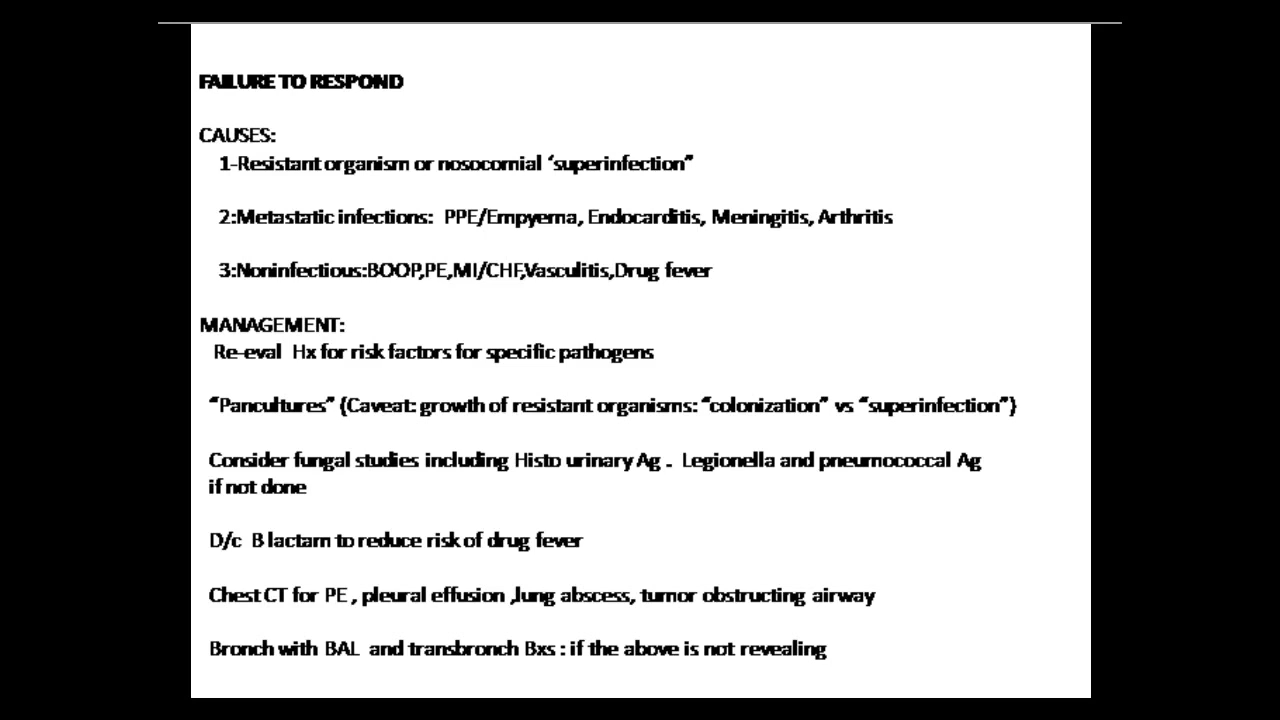 FAILURE TO RESPOND
CAUSES:
1-Resistant organism or nosocomial ‘superinfection”
2:Metastatic infections: PPE/Empyema, Endocarditis, Meningitis, Arthritis
3:Noninfectious:BOOP,PE,MI/CHF,Vasculitis,Drug fever
MANAGEMENT:
Re-eval Hx for risk factors for specific pathogens
“Pancultures” (Caveat: growth of resistant organisms: “colonization” vs “superinfection”)
Consider fungal studies including Histo urinary Ag . Legionella and pneumococcal Ag
if not done
D/c B lactam to reduce risk of drug fever
Chest CT for PE , pleural effusion ,lung abscess, tumor obstructing airway
Bronch with BAL and transbronch Bxs : if the above is not revealing